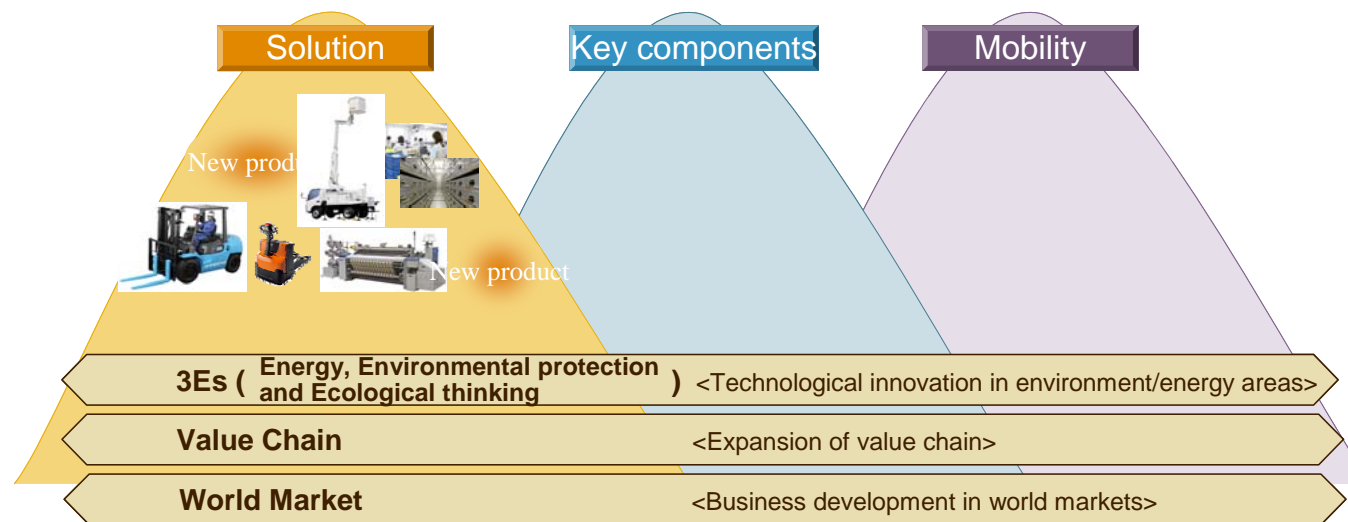 Solution
Key components
Mobility
New produ
New product
3Es ( Energy, Environmental protection
and Ecological thinking ) <Technological innovation in environment/energy areas>
Value Chain <Expansion of value chain>
World Market <Business development in world markets>